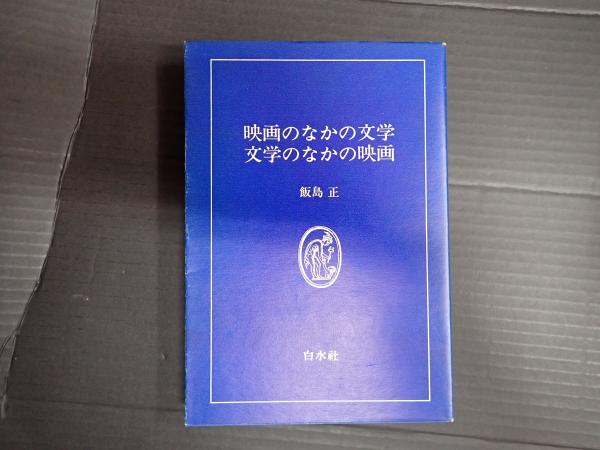 映画のなかの文学
文学のなかの映画
飯島 正
白水社